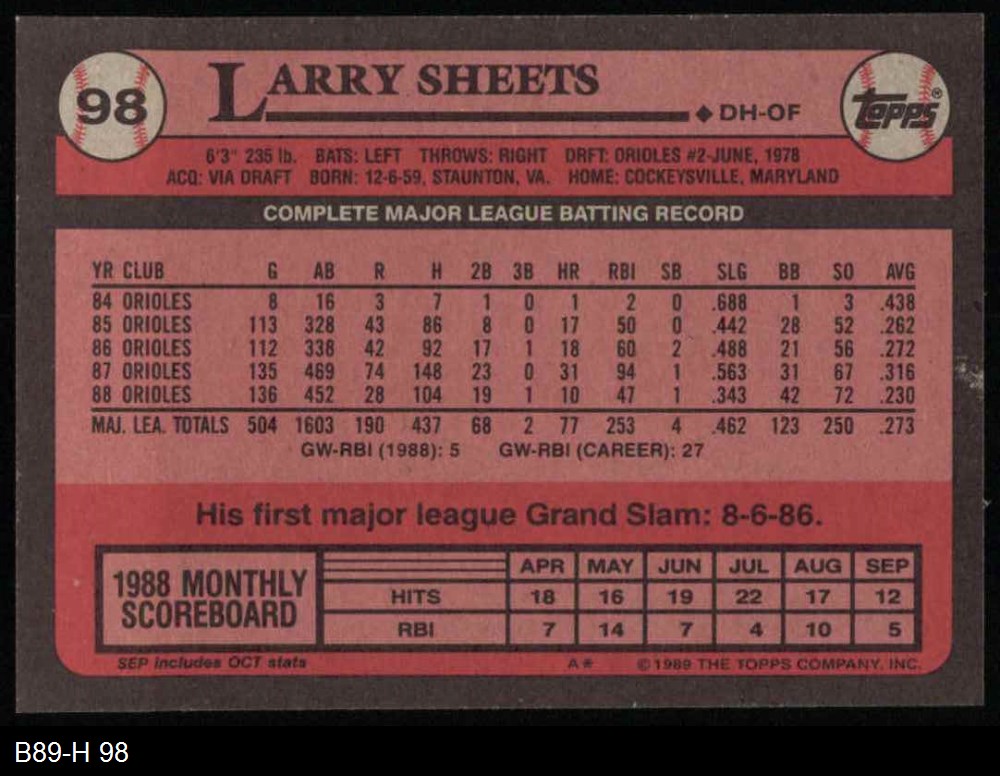 98
LARRY SHEETS
◆ DH-OF
TOPPS®
6'3" 235 lb. BATS: LEFT THROWS: RIGHT DRFT: ORIOLES #2-JUNE, 1978
ACQ: VIA DRAFT BORN: 12-6-59, STAUNTON, VA. HOME: COCKEYSVILLE, MARYLAND
COMPLETE MAJOR LEAGUE BATTING RECORD
YR CLUB G AB R H 2B 3B HR RBI SB SLG BB SO AVG
84 ORIOLES 8 16 3 7 1 0 1 2 0 .688 1 3 .438
85 ORIOLES 113 328 43 86 8 0 17 50 0 .442 28 52 .262
86 ORIOLES 112 338 42 92 17 1 18 60 2 .488 21 56 .272
87 ORIOLES 135 469 74 148 23 0 31 94 1 .563 31 67 .316
88 ORIOLES 136 452 28 104 19 1 10 47 1 .343 42 72 .230
MAJ. LEA. TOTALS 504 1603 190 437 68 2 77 253 4 .462 123 250 .273
GW-RBI (1988): 5 GW-RBI (CAREER): 27
His first major league Grand Slam: 8-6-86.
1988 MONTHLY
SCOREBOARD
APR MAY JUN JUL AUG SEP
HITS 18 16 19 22 17 12
RBI 7 14 7 4 10 5
SEP includes OCT stats A* ©1989 THE TOPPS COMPANY, INC.
B89-H 98